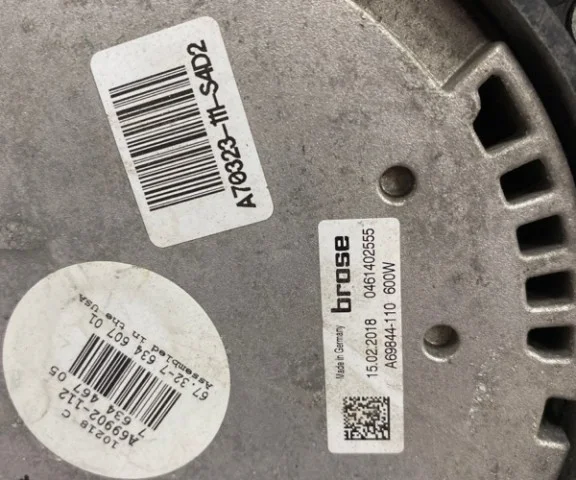 A70323-111-S4D2
brose
Made in Germany
15.02.2018 0461402555
A69844-110 600W
10218 C
A69902-112
7 634 467 05
67.32-7 634 607 01
Assembled in the USA